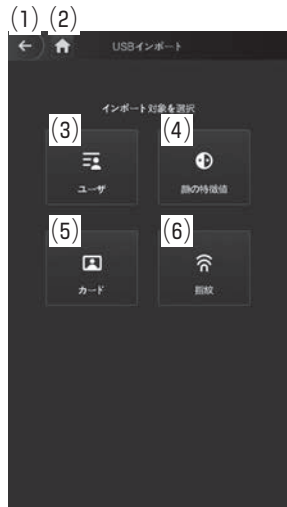 (1) (2)
USBインポート
インポート対象を選択
(3) (4)
ユーザ 顔の特徴値
(5) (6)
カード 指紋